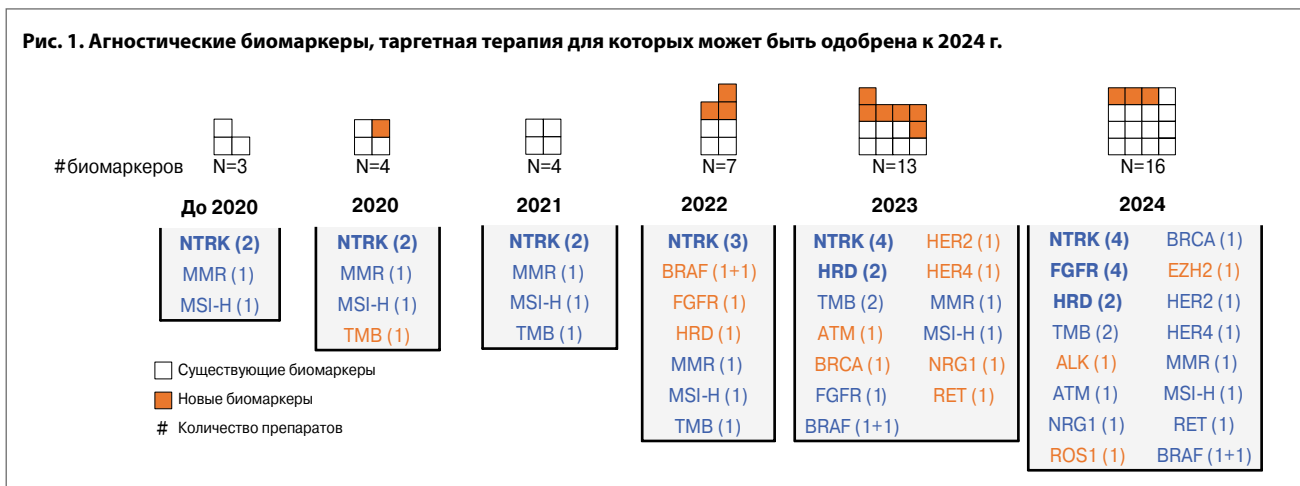 Рис. 1. Агностические биомаркеры, таргетная терапия для которых может быть одобрена к 2024 г.
#биомаркеров N=3 N=4 N=4 N=7 N=13 N=16
До 2020 2020 2021 2022 2023 2024
NTRK (2) NTRK (2) NTRK (2) NTRK (3) NTRK (4) HER2 (1) NTRK (4) BRCA (1)
MMR (1) MMR (1) MMR (1) BRAF (1+1) HRD (2) HER4 (1) FGFR (4) EZH2 (1)
MSI-H (1) MSI-H (1) MSI-H (1) FGFR (1) TMB (2) MMR (1) HRD (2) HER2 (1)
TMB (1) TMB (1) HRD (1) ATM (1) MSI-H (1) TMB (2) HER4 (1)
Существующие биомаркеры MMR (1) BRCA (1) NRG1 (1) ALK (1) MMR (1)
Новые биомаркеры MSI-H (1) FGFR (1) RET (1) ATM (1) MSI-H (1)
# Количество препаратов TMB (1) BRAF (1+1) NRG1 (1) RET (1)
ROS1 (1) BRAF (1+1)